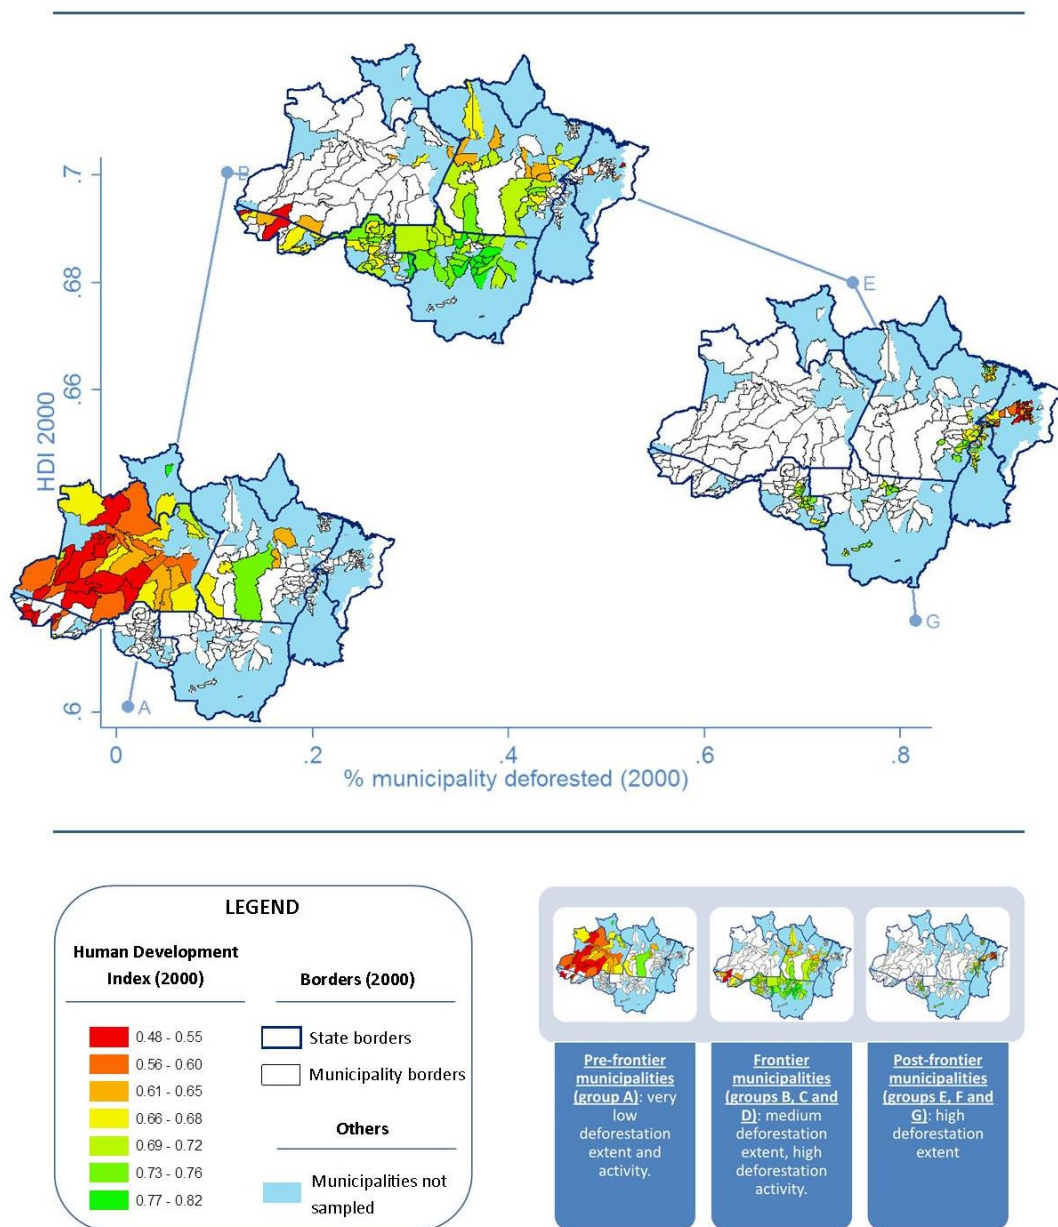 .7
B
.68
E
.66
HDI 2000
G
.6
A
0
.2
.4
.6
.8
% municipality deforested (2000)
LEGEND
Human Development
Index (2000)
Borders (2000)
0.48 - 0.55
State borders
0.56 - 0.60
Municipality borders
0.61 - 0.65
0.66 - 0.68
Others
0.69 - 0.72
0.73 - 0.76
Municipalities not
sampled
0.77 - 0.82
Pre-frontier
municipalities
(group A): very
low
deforestation
extent and
activity.
Frontier
municipalities
(groups B, C and
D): medium
deforestation
extent, high
deforestation
activity.
Post-frontier
municipalities
(groups E, F and
G): high
deforestation
extent